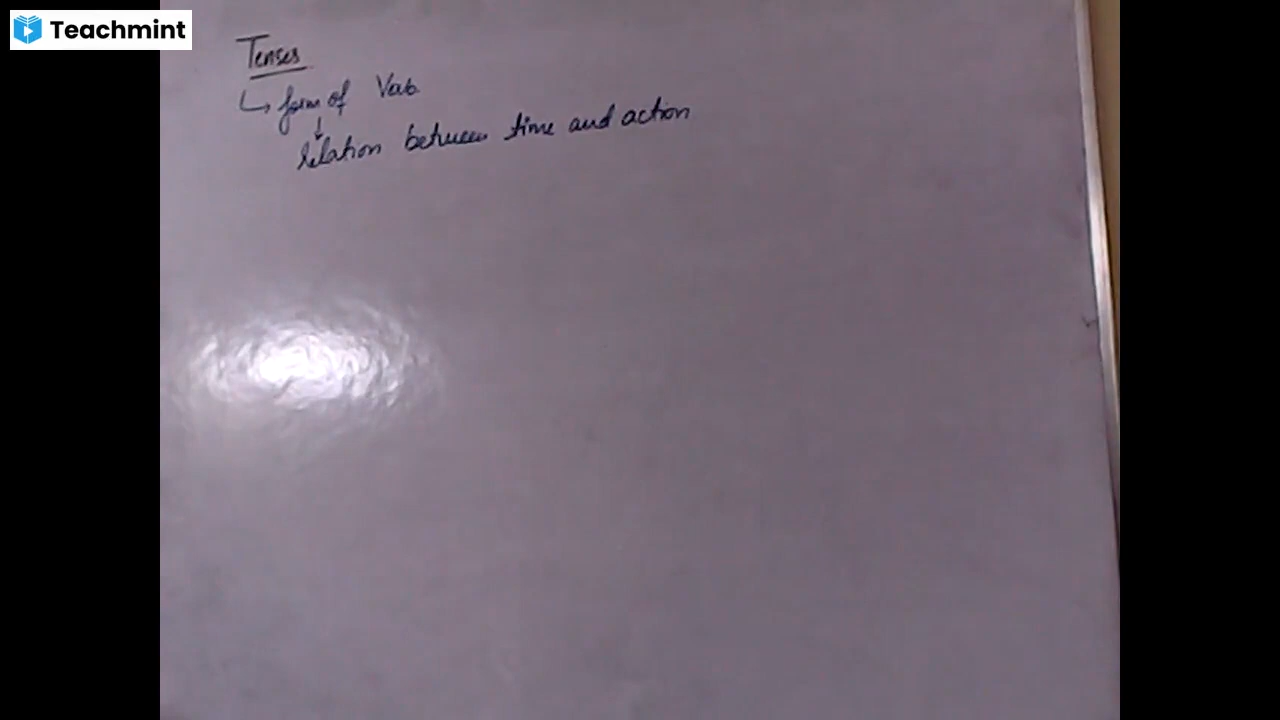 Teachmint
Tenses
↳ form of Verb
↓
relation between time and action